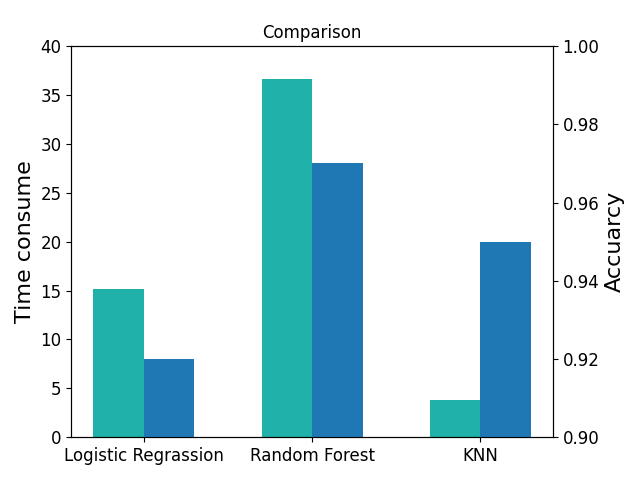 Comparison
Time consume
40
35
30
25
20
15
10
5
0
1.00
0.98
0.96
0.94
0.92
0.90
Accuarcy
Logistic Regrassion
Random Forest
KNN